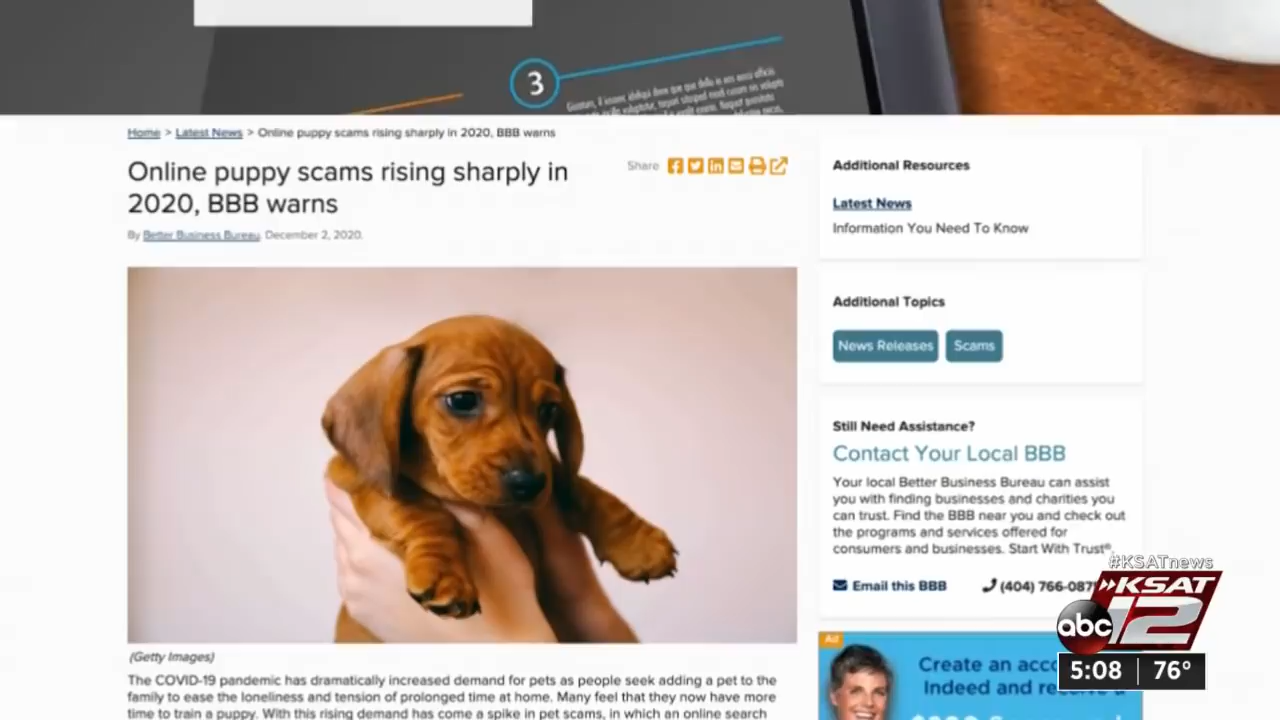 3
Home > Latest News > Online puppy scams rising sharply in 2020, BBB warns
Online puppy scams rising sharply in
2020, BBB warns
Share
By Better Business Bureau. December 2, 2020.
(Getty Images)
The COVID-19 pandemic has dramatically increased demand for pets as people seek adding a pet to the
family to ease the loneliness and tension of prolonged time at home. Many feel that they now have more
time to train a puppy. With this rising demand has come a spike in pet scams, in which an online search
Additional Resources
Latest News
Information You Need To Know
Additional Topics
News Releases Scams
Still Need Assistance?
Contact Your Local BBB
Your local Better Business Bureau can assist
you with finding businesses and charities you
can trust. Find the BBB near you and check out
the programs and services offered for
consumers and businesses. Start With Trust®.
Email this BBB (404) 766-087
Ad
Create an acc
Indeed and rec
#KSATnews
KSAT
abc 12
5:08 76°